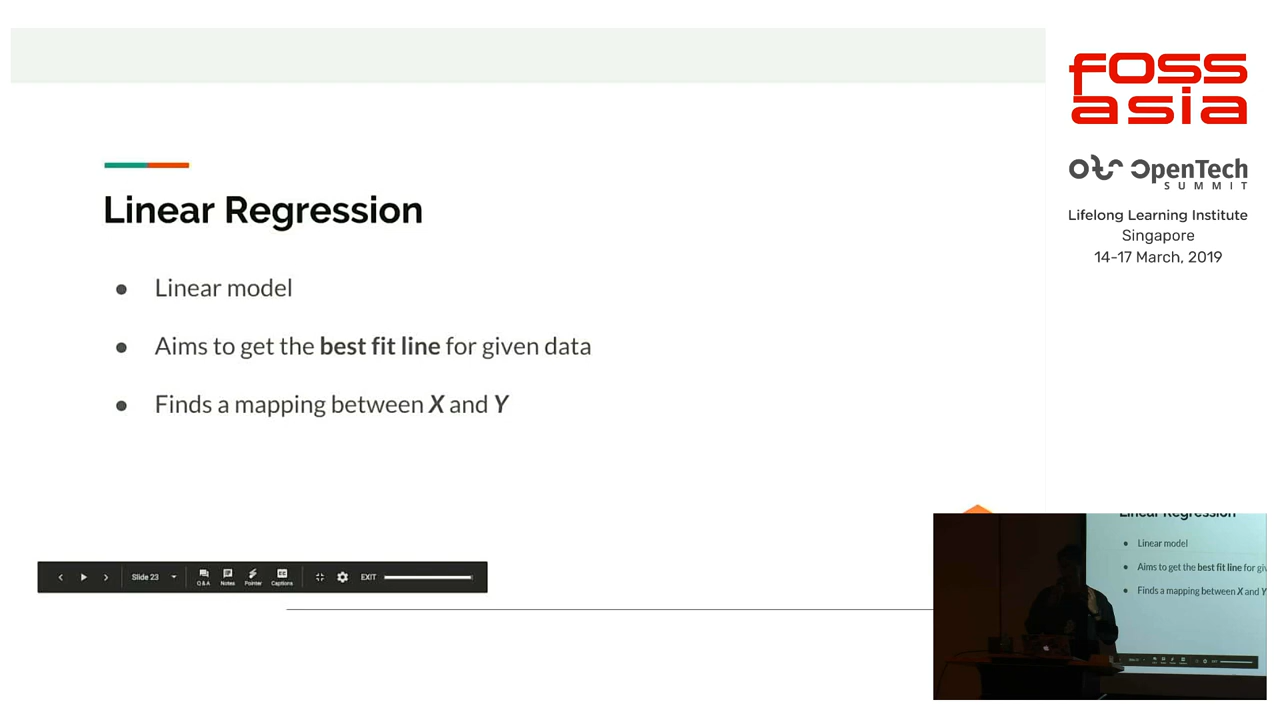 Linear Regression
● Linear model
● Aims to get the best fit line for given data
● Finds a mapping between X and Y
Slide 23
Q & A
Notes
Pointer
Captions
EXIT
fOSS
asia
OpenTech
SUMMIT
Lifelong Learning Institute
Singapore
14-17 March, 2019
Linear Regression
● Linear model
● Aims to get the best fit line for giv
● Finds a mapping between X and Y